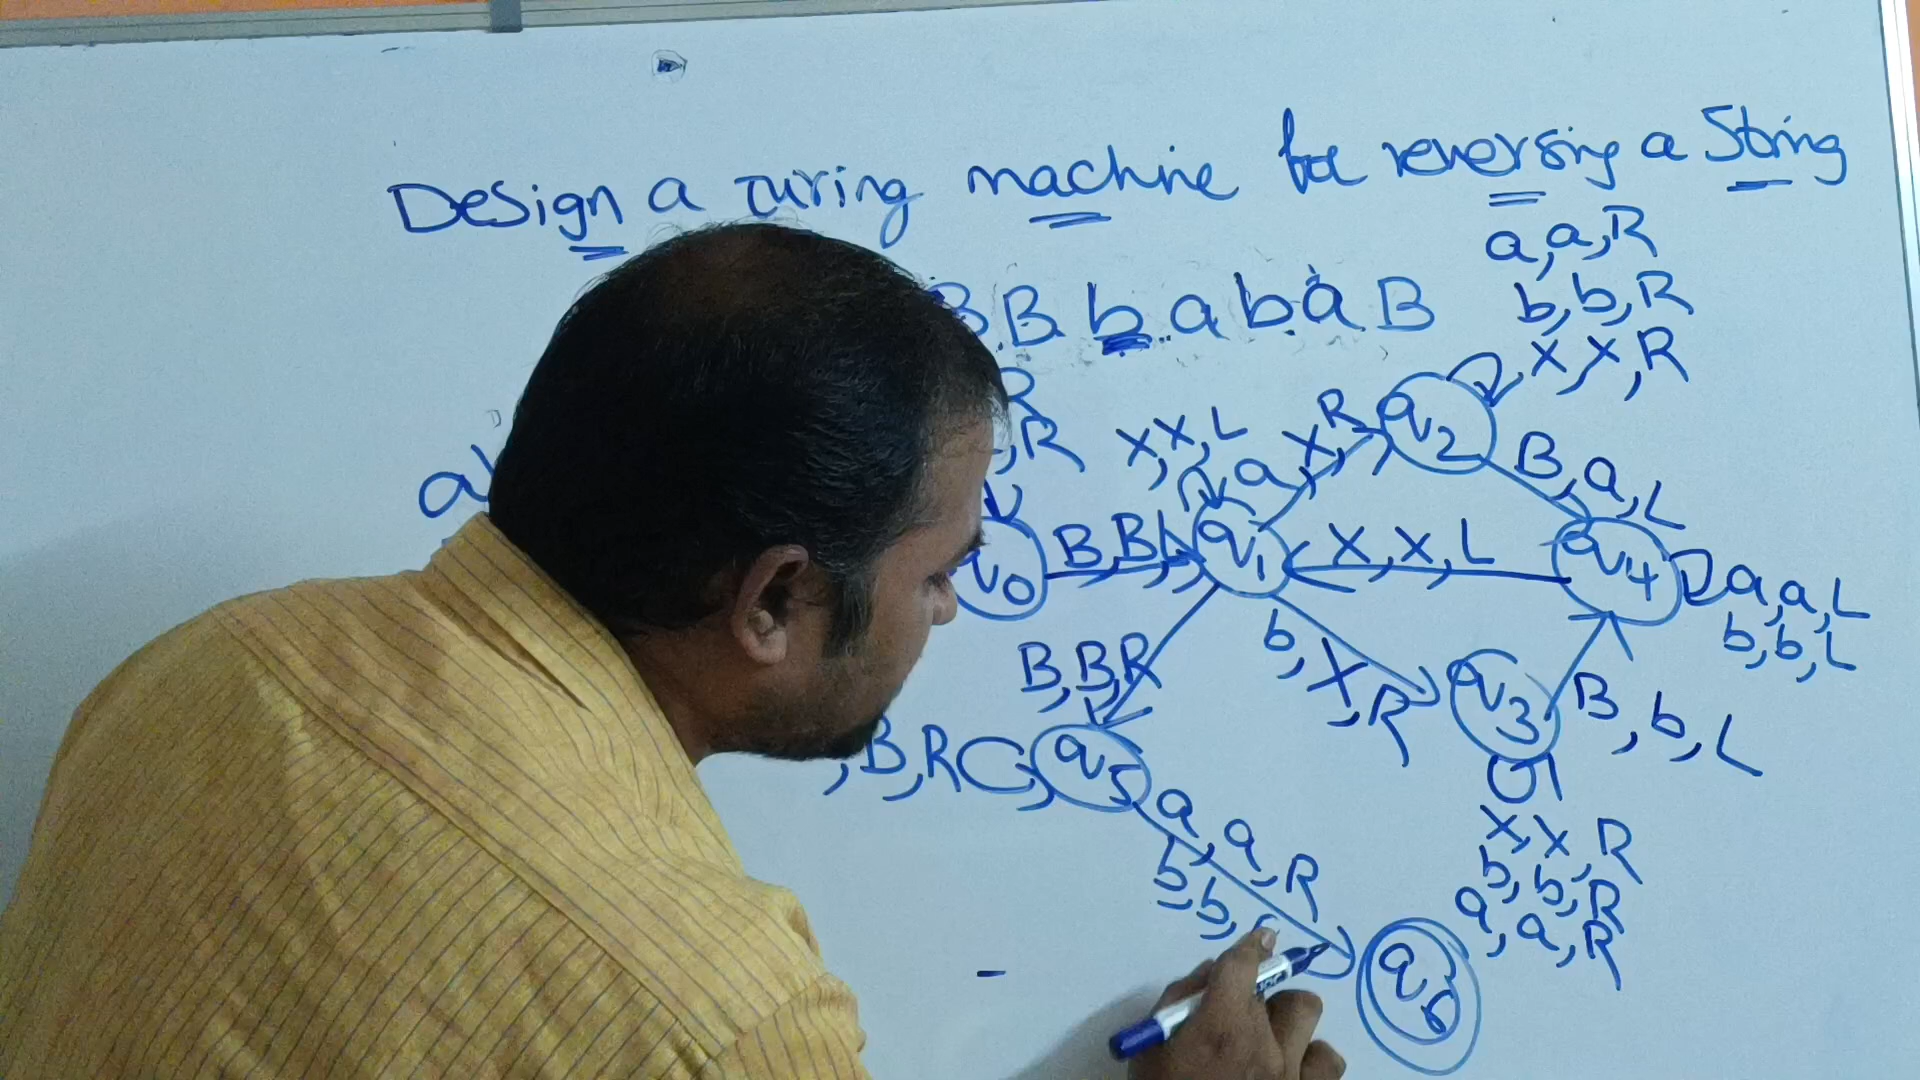 Design a turing machine for reversing a String
a,a,R
B B b a b a B
b,b,R
x,x,R
R
,R
x,x,L
a,x,R
q2
B,a,L
a
q0
B,B,L
q1
x,x,L
q4
a,a,L
b,b,L
B,B,R
b,x,R
q3
B,b,L
,B,R
q5
a,a,R
b,b,
x,x,R
b,b,R
a,a,R
q6